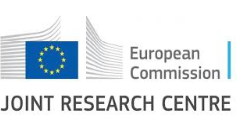 European
Commission
JOINT RESEARCH CENTRE